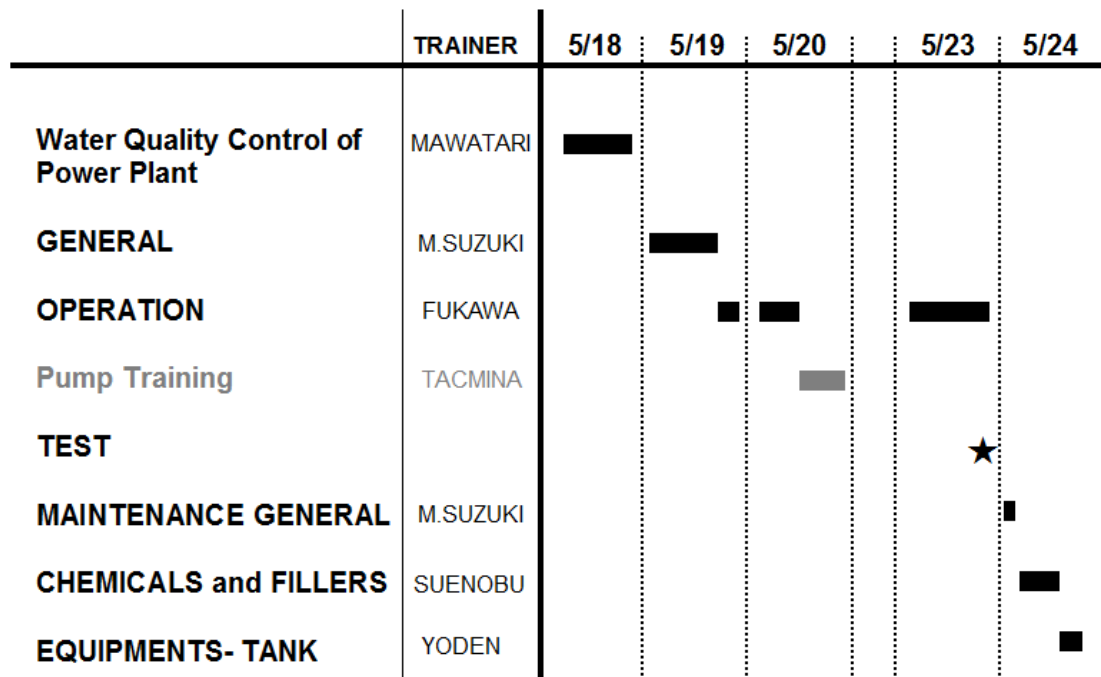 TRAINER 5/18 5/19 5/20 5/23 5/24
Water Quality Control of
Power Plant
MAWATARI
GENERAL M.SUZUKI
OPERATION FUKAWA
Pump Training TACMINA
TEST
MAINTENANCE GENERAL M.SUZUKI
CHEMICALS and FILLERS SUENOBU
EQUIPMENTS- TANK YODEN